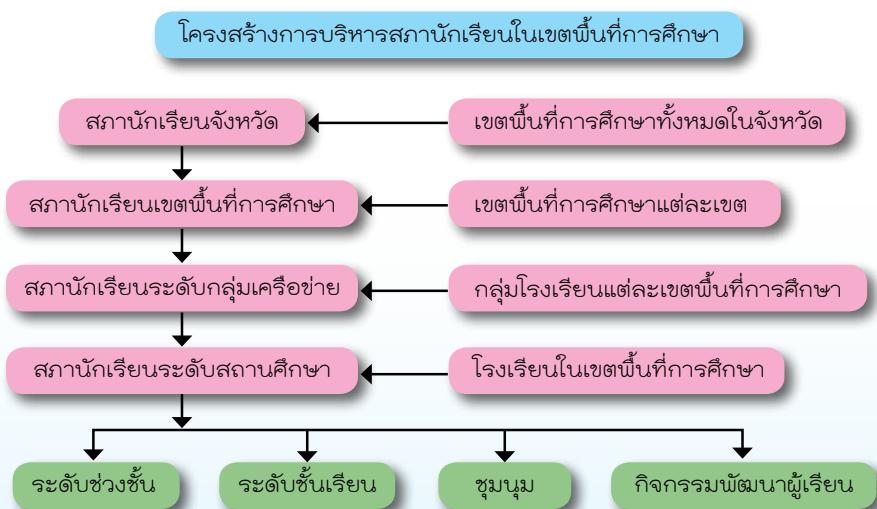 โครงสร้างการบริหารสภานักเรียนในเขตพื้นที่การศึกษา
สภานักเรียนจังหวัด
เขตพื้นที่การศึกษาทั้งหมดในจังหวัด
สภานักเรียนเขตพื้นที่การศึกษา
เขตพื้นที่การศึกษาแต่ละเขต
สภานักเรียนระดับกลุ่มเครือข่าย
กลุ่มโรงเรียนแต่ละเขตพื้นที่การศึกษา
สภานักเรียนระดับสถานศึกษา
โรงเรียนในเขตพื้นที่การศึกษา
ระดับช่วงชั้น
ระดับชั้นเรียน
ชุมนุม
กิจกรรมพัฒนาผู้เรียน